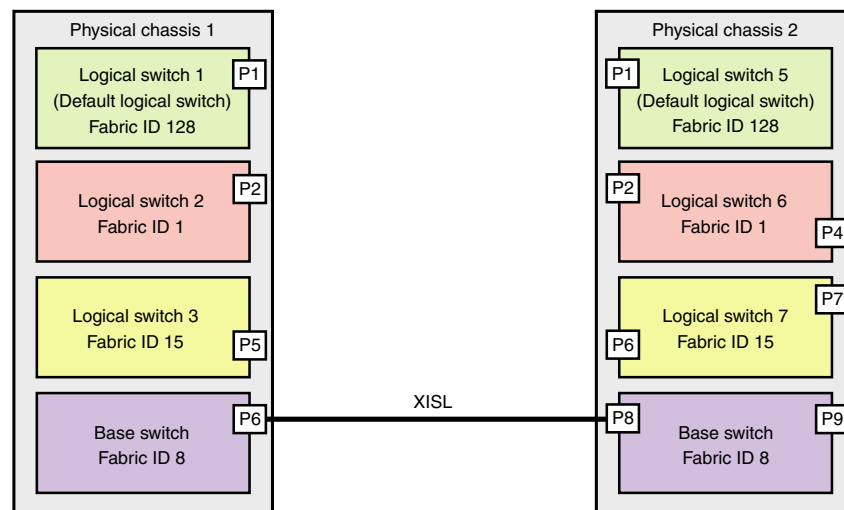 Physical chassis 1
Logical switch 1
(Default logical switch)
Fabric ID 128
P1
Logical switch 2
Fabric ID 1
P2
Logical switch 3
Fabric ID 15
P5
Base switch
Fabric ID 8
P6
XISL
Physical chassis 2
P1
Logical switch 5
(Default logical switch)
Fabric ID 128
P2
Logical switch 6
Fabric ID 1
P4
Logical switch 7
Fabric ID 15
P7
P6
P8
Base switch
Fabric ID 8
P9